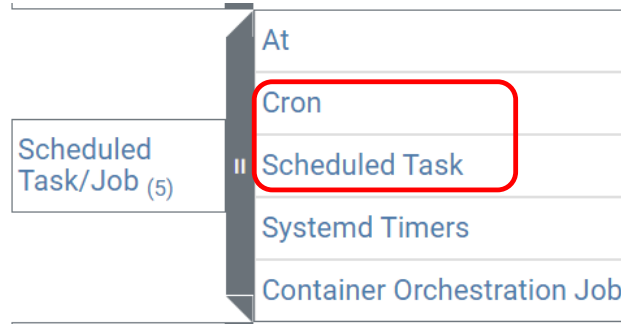 Scheduled
Task/Job (5)
At
Cron
Scheduled Task
Systemd Timers
Container Orchestration Job